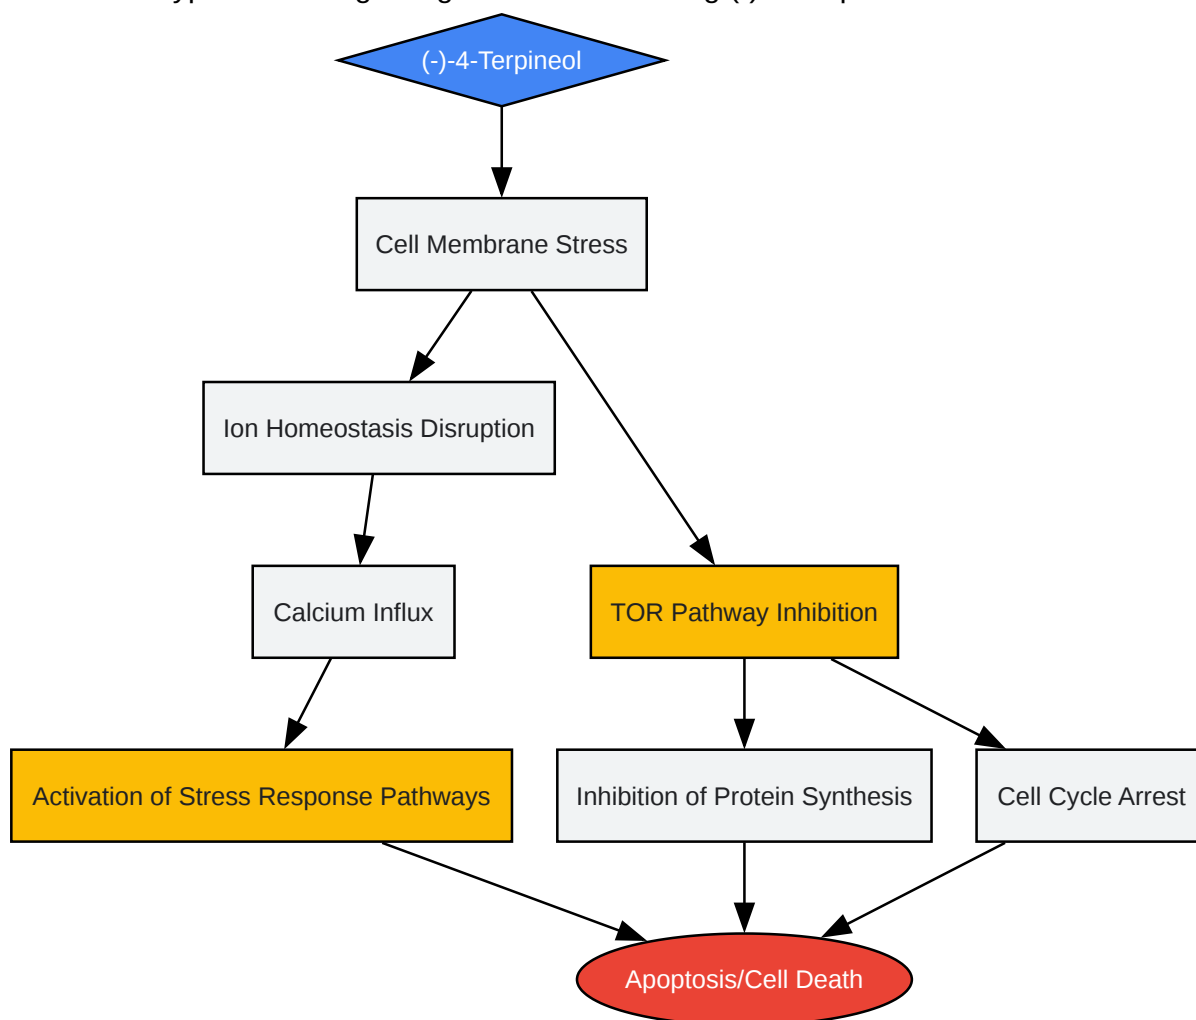 (-)-4-Terpineol
Cell Membrane Stress
Ion Homeostasis Disruption
Calcium Influx
TOR Pathway Inhibition
Activation of Stress Response Pathways
Inhibition of Protein Synthesis
Cell Cycle Arrest
Apoptosis/Cell Death